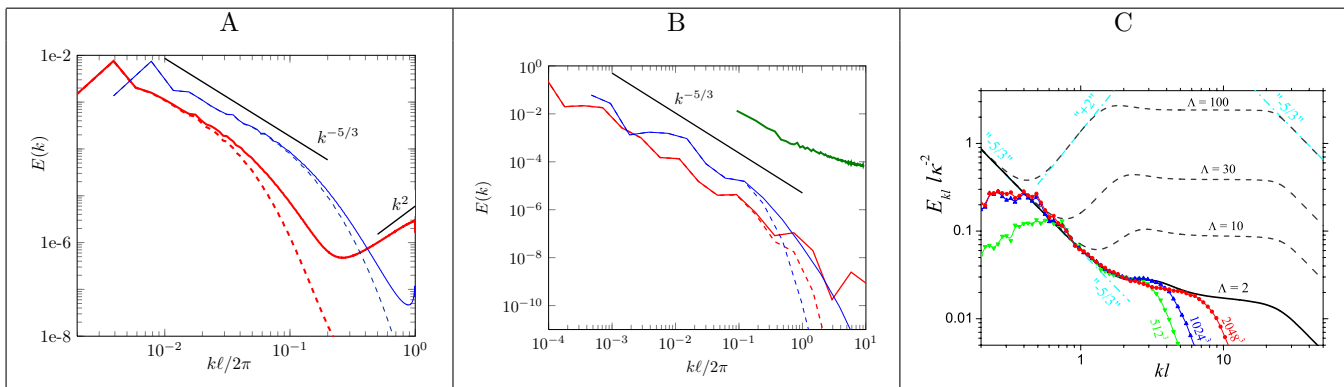 A
B
C
1e-2
1e-4
1e-6
1e-8
E(k)
k^{-5/3}
k^2
10^{-2}
10^{-1}
10^0
kℓ/2π
10^0
10^{-2}
10^{-4}
10^{-6}
10^{-8}
10^{-10}
E(k)
k^{-5/3}
10^{-4}
10^{-3}
10^{-2}
10^{-1}
10^0
10^1
kℓ/2π
1
0.1
0.01
E_{kl} lκ^{-2}
"-5/3"
"+2"
"-5/3"
Λ = 100
Λ = 30
Λ = 10
Λ = 2
"-5/3"
512^3
1024^3
2048^3
1
10
kl